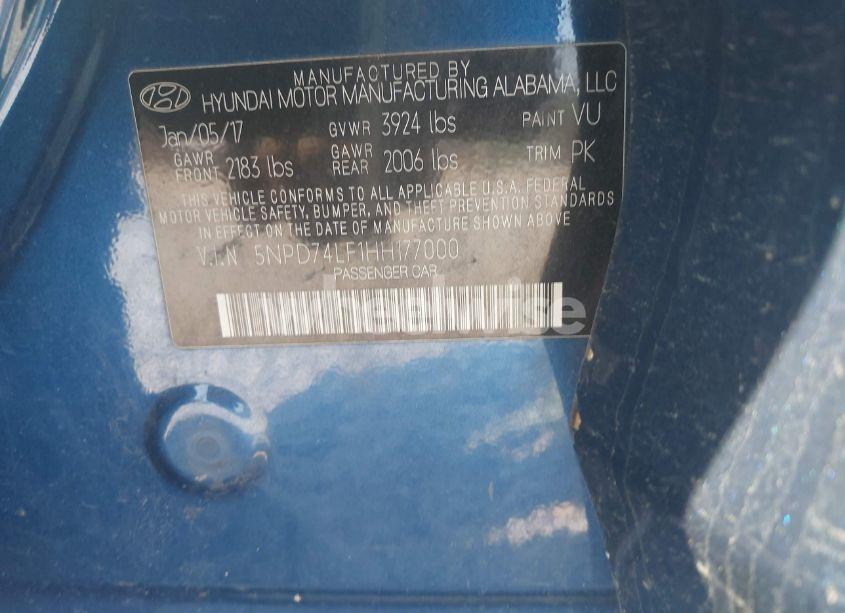 MANUFACTURED BY
HYUNDAI MOTOR MANUFACTURING ALABAMA, LLC
Jan/05/17 GVWR 3924 lbs PAINT VU
GAWR FRONT 2183 lbs GAWR REAR 2006 lbs TRIM PK
THIS VEHICLE CONFORMS TO ALL APPLICABLE U.S.A. FEDERAL
MOTOR VEHICLE SAFETY, BUMPER, AND THEFT PREVENTION STANDARDS
IN EFFECT ON THE DATE OF MANUFACTURE SHOWN ABOVE
V.I.N 5NPD74LF1HH177000
PASSENGER CAR
wheelwise